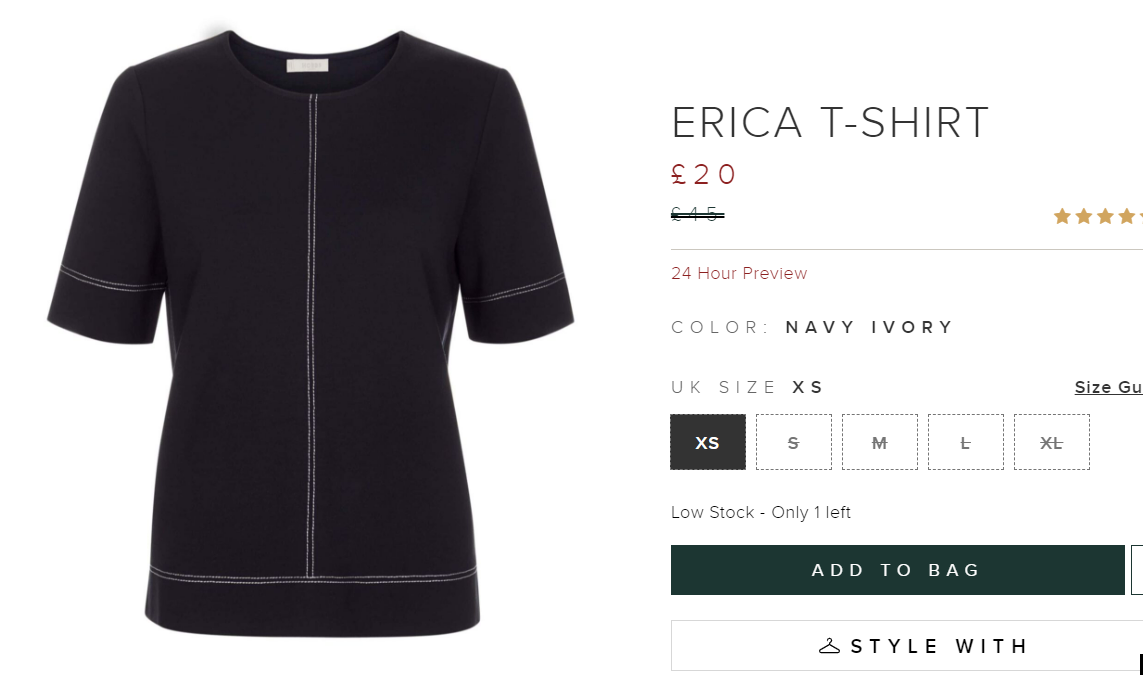 ERICA T-SHIRT
£20
£45
24 Hour Preview
COLOR: NAVY IVORY
UK SIZE XS
Size Gu
XS S M L XL
Low Stock - Only 1 left
ADD TO BAG
STYLE WITH